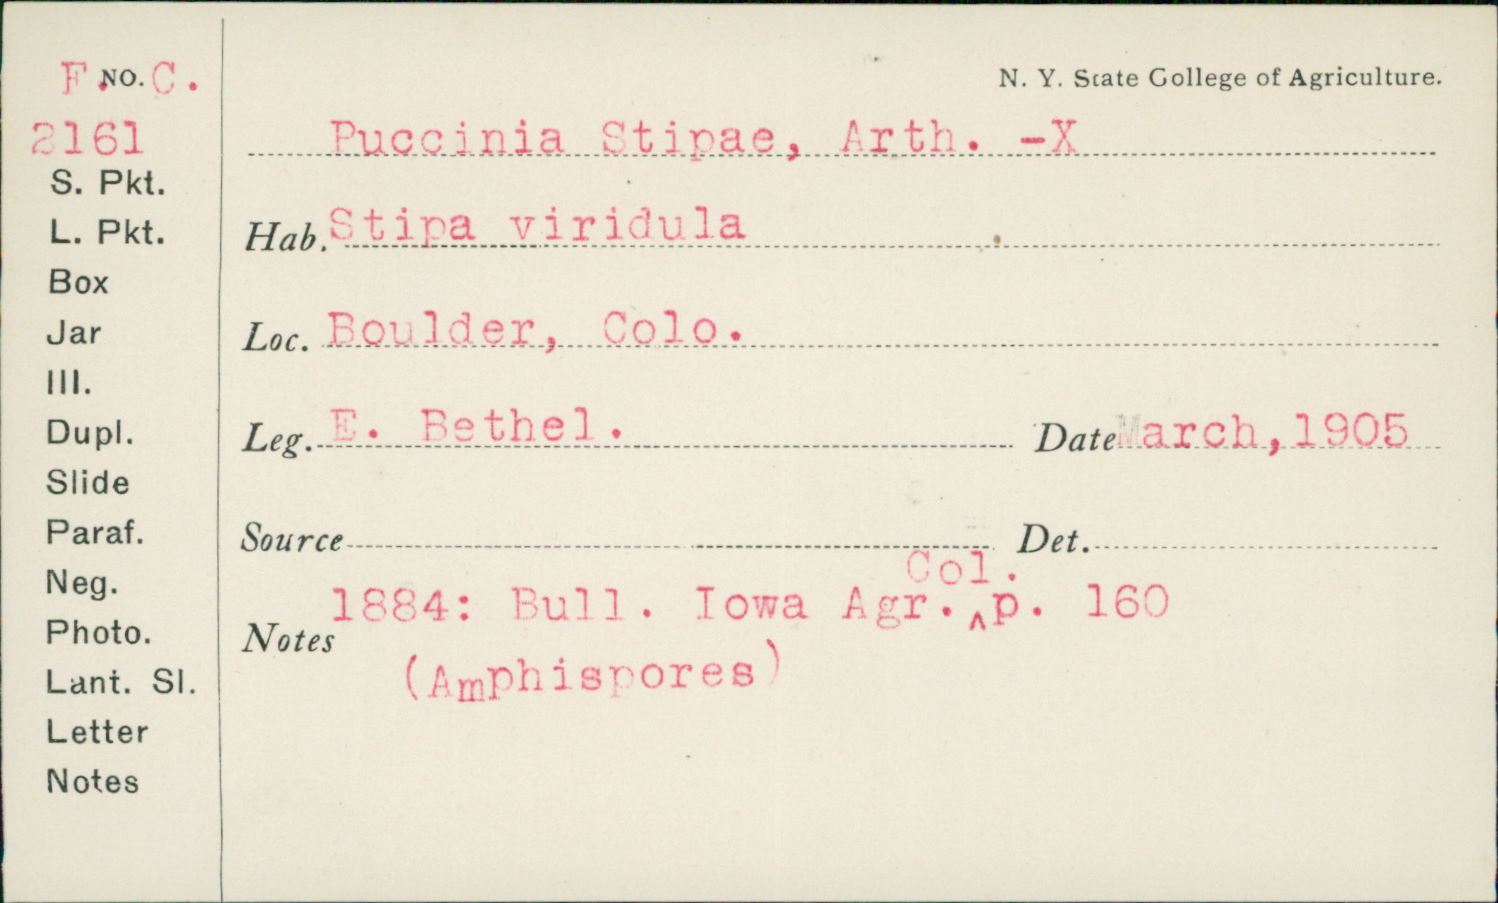 F. NO. C.
2161
S. Pkt.
L. Pkt.
Box
Jar
Ill.
Dupl.
Slide
Paraf.
Neg.
Photo.
Lant. Sl.
Letter
Notes
N. Y. State College of Agriculture.
Puccinia Stipae, Arth. -X
Hab. Stipa viridula
Loc. Boulder, Colo.
Leg. E. Bethel. Date March, 1905
Source Det.
Col.
Notes 1884: Bull. Iowa Agr. ^ p. 160
(Amphispores)